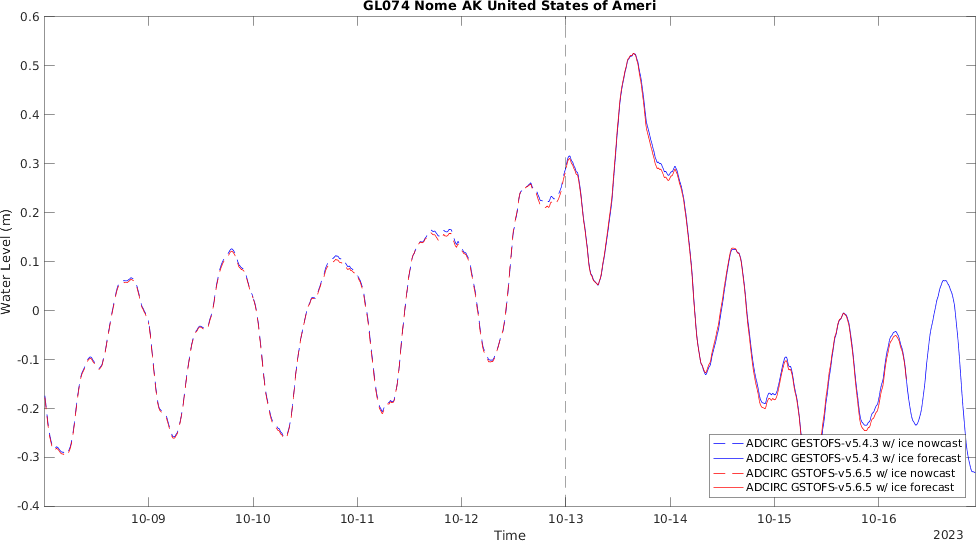 GL074 Nome AK United States of Ameri
0.6
0.5
0.4
0.3
0.2
0.1
0
-0.1
-0.2
-0.3
-0.4
Water Level (m)
ADCIRC GESTOFS-v5.4.3 w/ ice nowcast
ADCIRC GESTOFS-v5.4.3 w/ ice forecast
ADCIRC GSTOFS-v5.6.5 w/ ice nowcast
ADCIRC GSTOFS-v5.6.5 w/ ice forecast
10-09 10-10 10-11 10-12 10-13 10-14 10-15 10-16
Time
2023